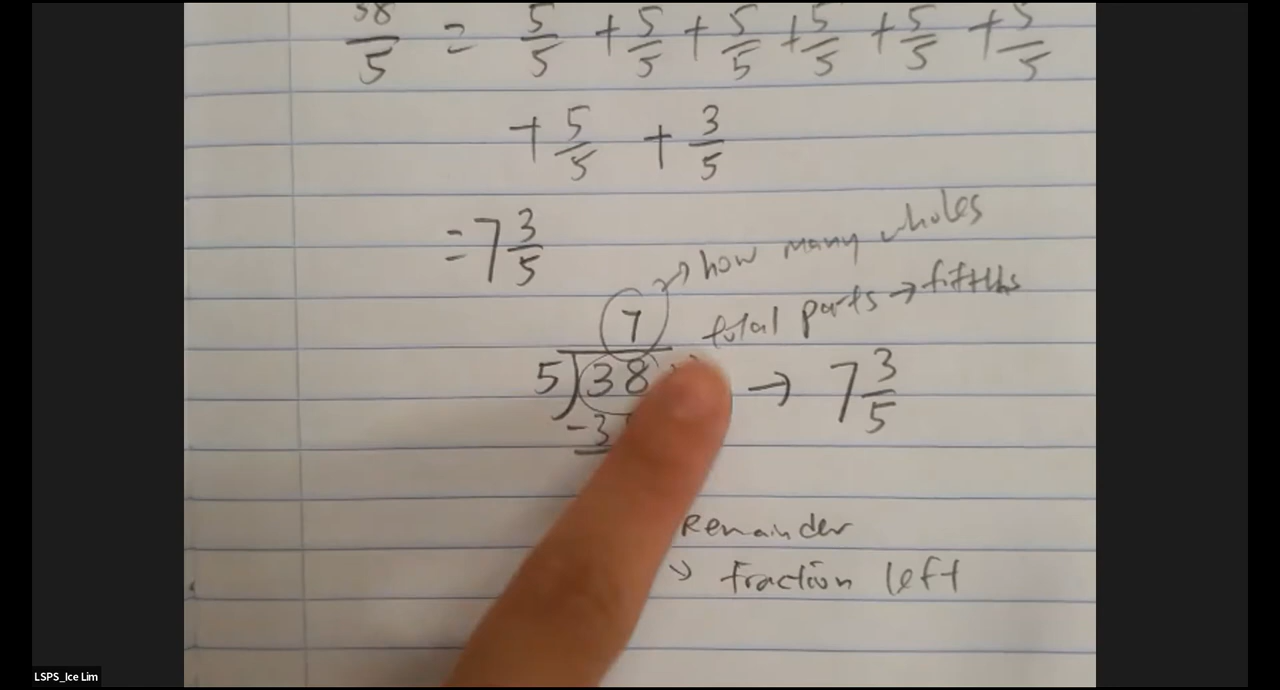 38/5 = 5/5 + 5/5 + 5/5 + 5/5 + 5/5 + 5/5
+ 5/5 + 3/5
= 7 3/5
→ how many wholes
7
total parts → fifths
5)38 → 7 3/5
-3
Remainder
→ fraction left
LSPS_Ice Lim